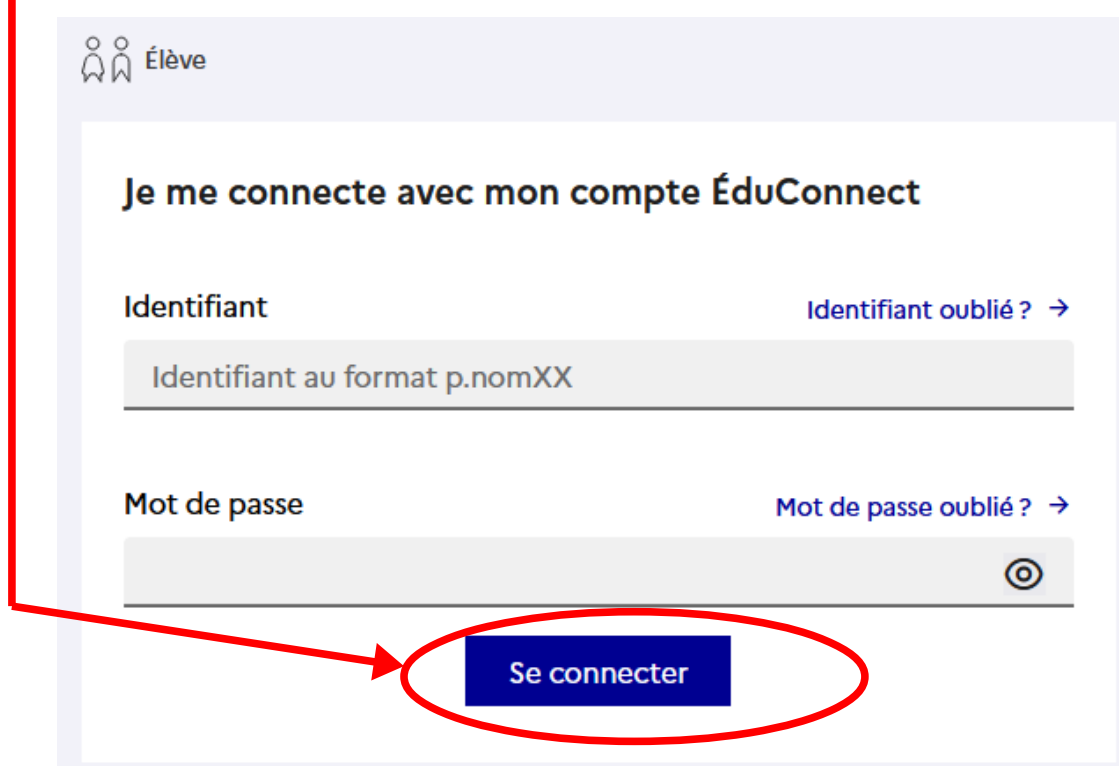 Élève
Je me connecte avec mon compte ÉduConnect
Identifiant
Identifiant oublié ? →
Identifiant au format p.nomXX
Mot de passe
Mot de passe oublié ? →
Se connecter